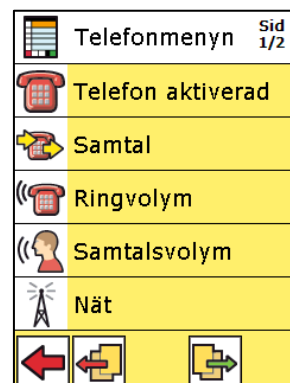 Telefonmenyn Sid 1/2
Telefon aktiverad
Samtal
Ringvolym
Samtalsvolym
Nät